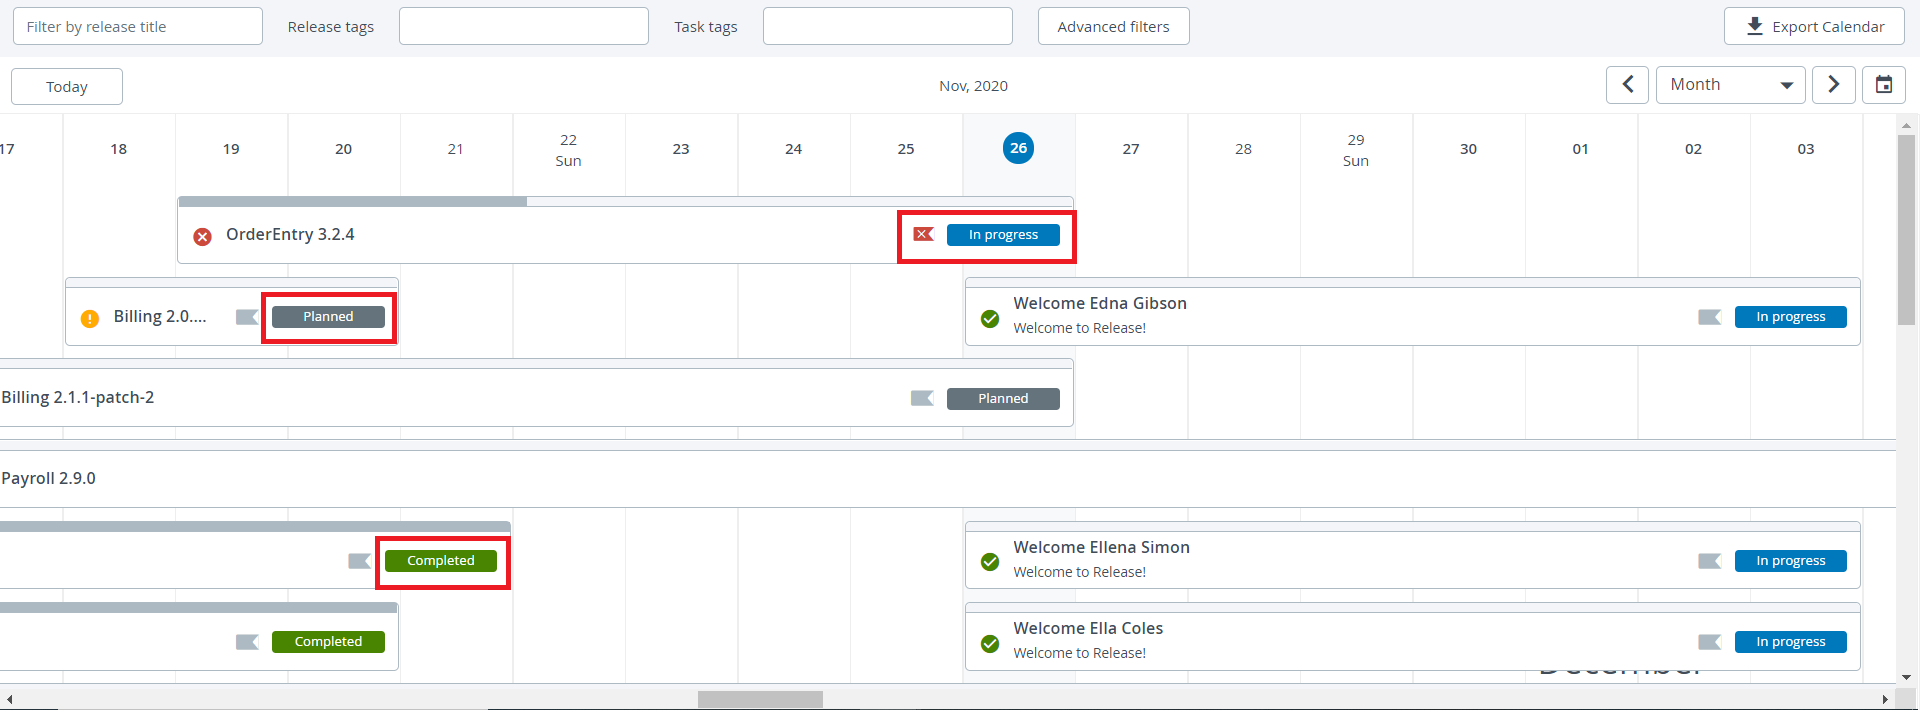 Filter by release title Release tags Task tags Advanced filters Export Calendar
Today Nov, 2020 Month
17 18 19 20 21 22 Sun 23 24 25 26 27 28 29 Sun 30 01 02 03
OrderEntry 3.2.4 In progress
Billing 2.0.... Planned
Welcome Edna Gibson
Welcome to Release!
In progress
Billing 2.1.1-patch-2 Planned
Payroll 2.9.0
Completed
Welcome Ellena Simon
Welcome to Release!
In progress
Completed
Welcome Ella Coles
Welcome to Release!
In progress
December